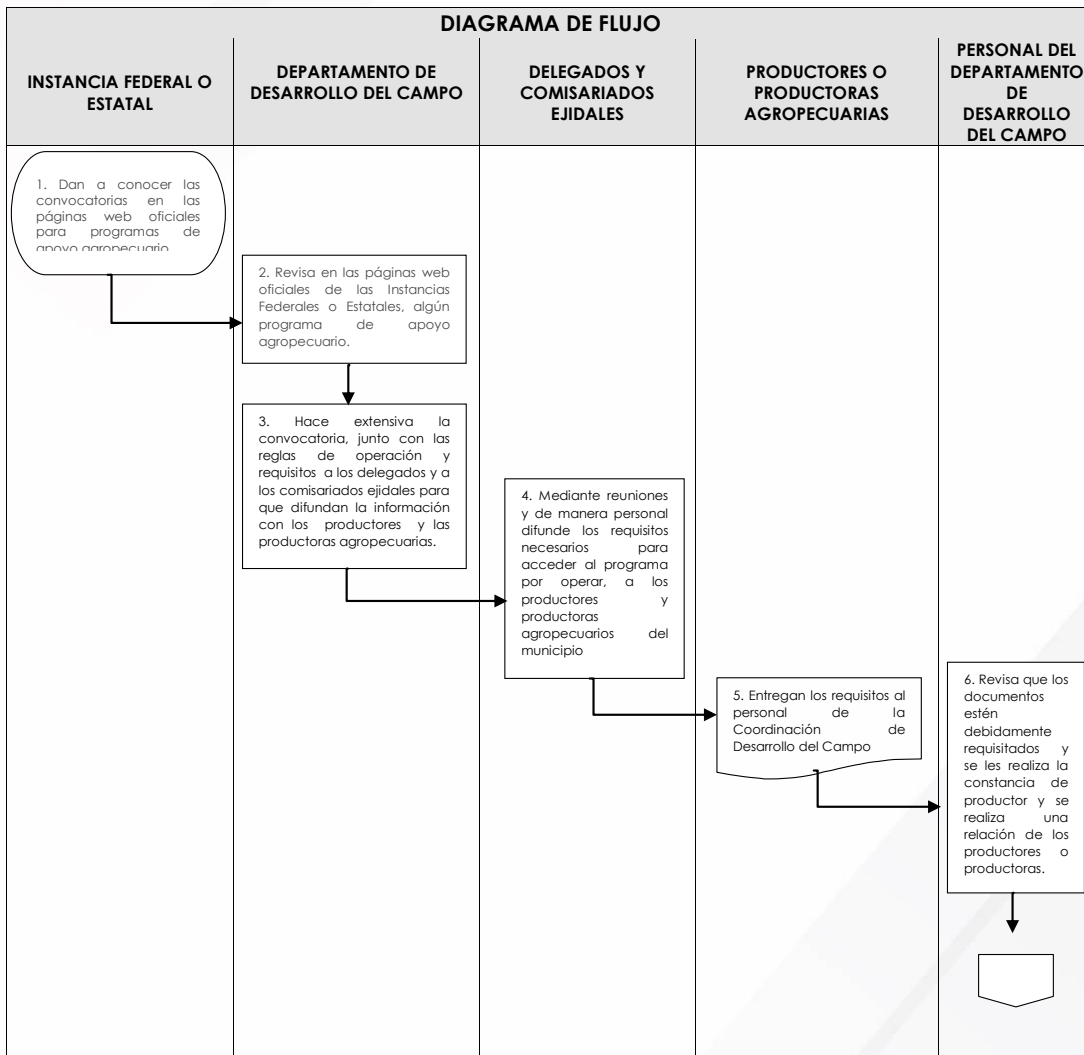 DIAGRAMA DE FLUJO
INSTANCIA FEDERAL O
ESTATAL
DEPARTAMENTO DE
DESARROLLO DEL CAMPO
DELEGADOS Y
COMISARIADOS
EJIDALES
PRODUCTORES O
PRODUCTORAS
AGROPECUARIAS
PERSONAL DEL
DEPARTAMENTO
DE
DESARROLLO
DEL CAMPO
1. Dan a conocer las
convocatorias en las
páginas web oficiales
para programas de
apoyo agropecuario
2. Revisa en las páginas web
oficiales de las Instancias
Federales o Estatales, algún
programa de apoyo
agropecuario.
3. Hace extensiva la
convocatoria, junto con las
reglas de operación y
requisitos a los delegados y a
los comisariados ejidales para
que difundan la información
con los productores y las
productoras agropecuarias.
4. Mediante reuniones
y de manera personal
difunde los requisitos
necesarios para
acceder al programa
por operar, a los
productores y
productoras
agropecuarios del
municipio
5. Entregan los requisitos al
personal de la
Coordinación de
Desarrollo del Campo
6. Revisa que los
documentos
estén
debidamente
requisitados y
se les realiza la
constancia de
productor y se
realiza una
relación de los
productores o
productoras.